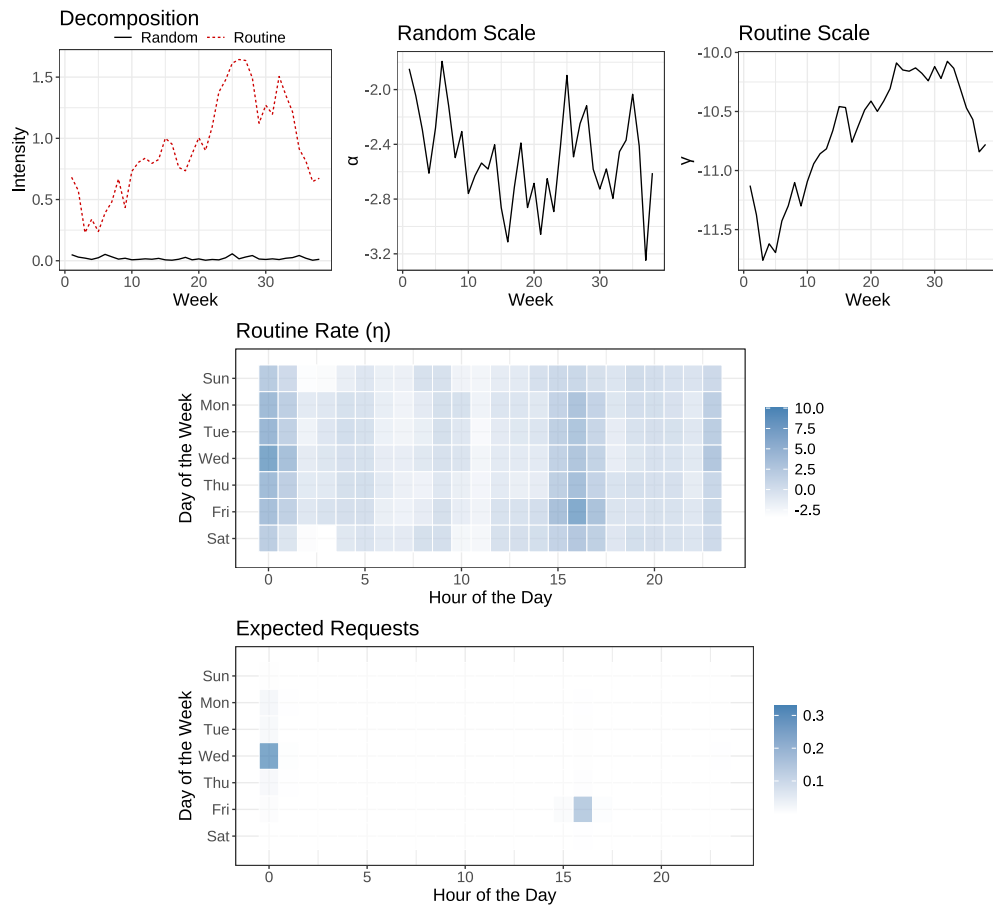 Decomposition
Random Routine
Intensity
1.5
1.0
0.5
0.0
0 10 20 30
Week
Random Scale
α
-2.0
-2.4
-2.8
-3.2
0 10 20 30
Week
Routine Scale
γ
-10.0
-10.5
-11.0
-11.5
0 10 20 30
Week
Routine Rate (η)
Day of the Week
Sun
Mon
Tue
Wed
Thu
Fri
Sat
0 5 10 15 20
Hour of the Day
10.0
7.5
5.0
2.5
0.0
-2.5
Expected Requests
Day of the Week
Sun
Mon
Tue
Wed
Thu
Fri
Sat
0 5 10 15 20
Hour of the Day
0.3
0.2
0.1